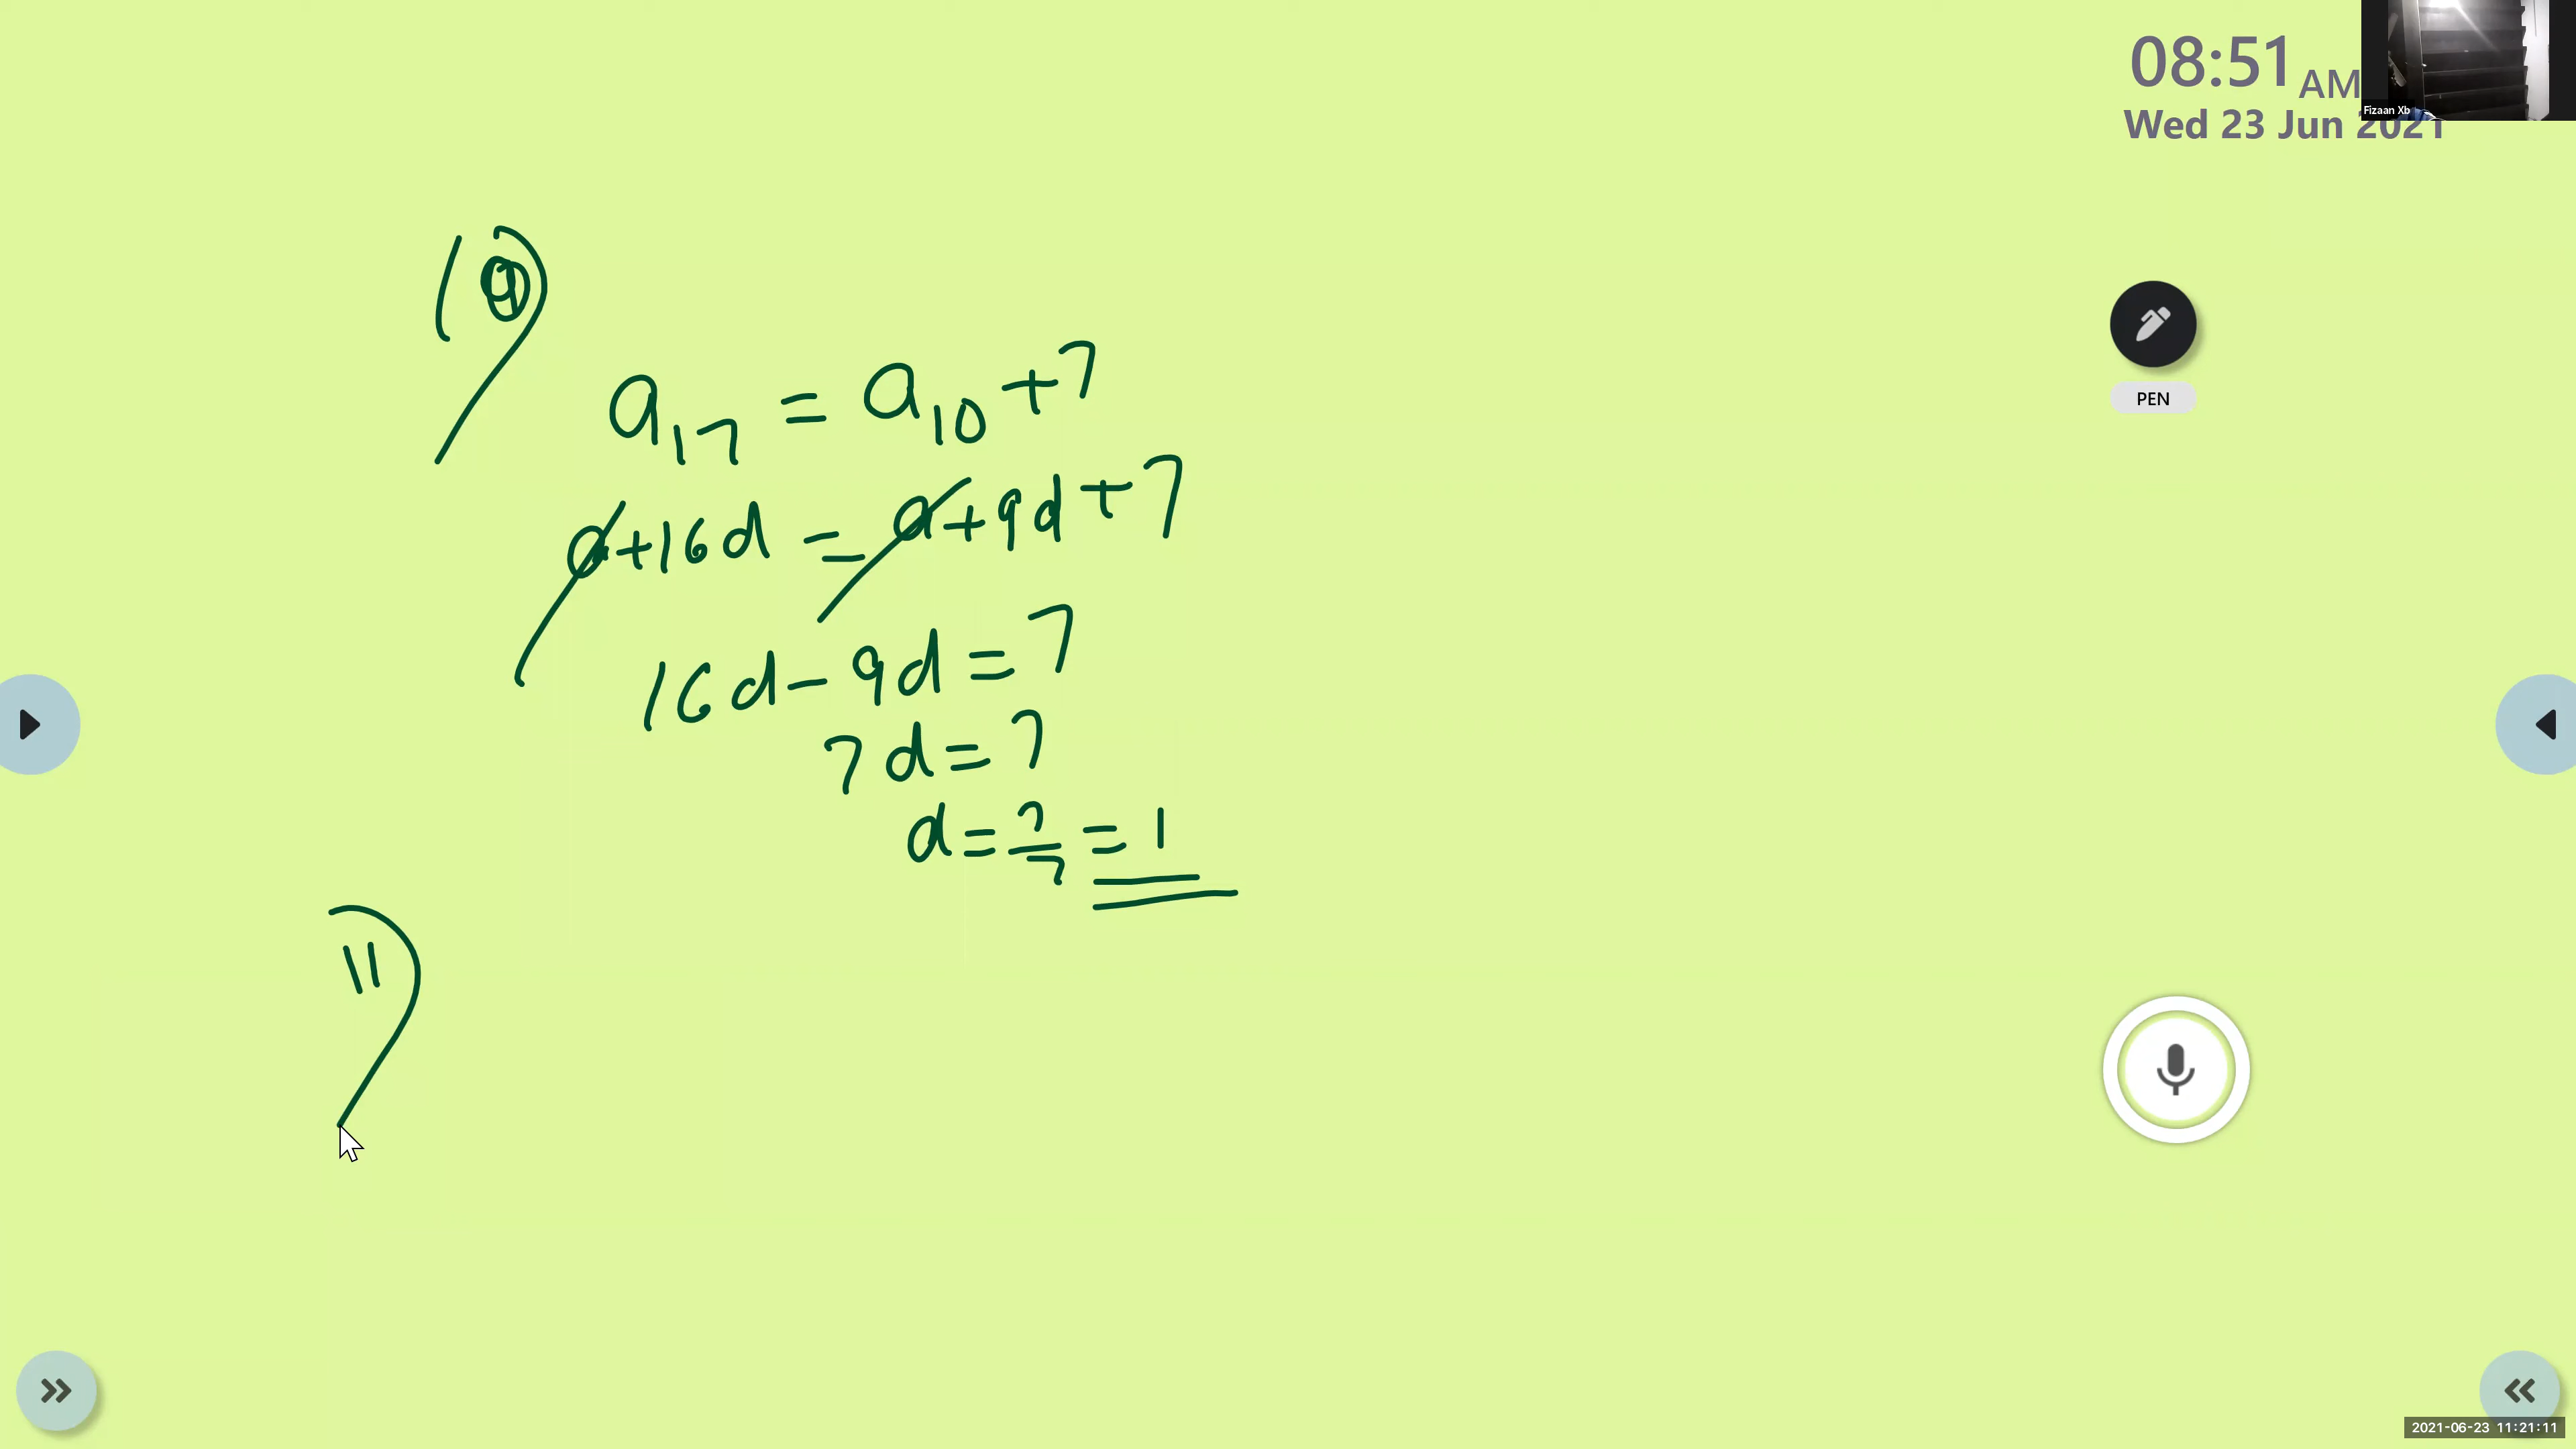 08:51 AM
Fizaan Xb
Wed 23 Jun 2021
10)
a17 = a10 + 7
PEN
a + 16d = a + 9d + 7
16d - 9d = 7
7d = 7
d = 7/7 = 1
11)
2021-06-23 11:21:11